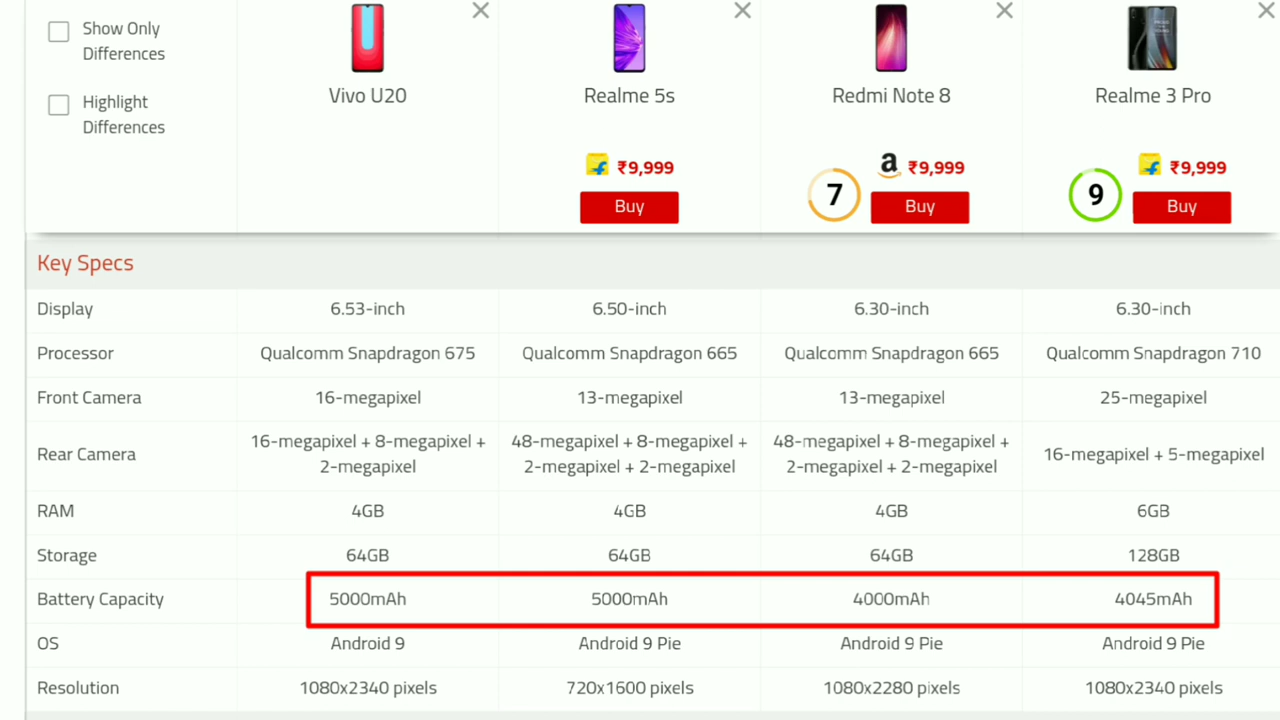 Show Only
Differences
Highlight
Differences
Vivo U20
Realme 5s
Redmi Note 8
Realme 3 Pro
₹9,999
Buy
7
a ₹9,999
Buy
9
₹9,999
Buy
Key Specs
Display 6.53-inch 6.50-inch 6.30-inch 6.30-inch
Processor Qualcomm Snapdragon 675 Qualcomm Snapdragon 665 Qualcomm Snapdragon 665 Qualcomm Snapdragon 710
Front Camera 16-megapixel 13-megapixel 13-megapixel 25-megapixel
Rear Camera
16-megapixel + 8-megapixel +
2-megapixel
48-megapixel + 8-megapixel +
2-megapixel + 2-megapixel
48-megapixel + 8-megapixel +
2-megapixel + 2-megapixel
16-megapixel + 5-megapixel
RAM 4GB 4GB 4GB 6GB
Storage 64GB 64GB 64GB 128GB
Battery Capacity 5000mAh 5000mAh 4000mAh 4045mAh
OS Android 9 Android 9 Pie Android 9 Pie Android 9 Pie
Resolution 1080x2340 pixels 720x1600 pixels 1080x2280 pixels 1080x2340 pixels